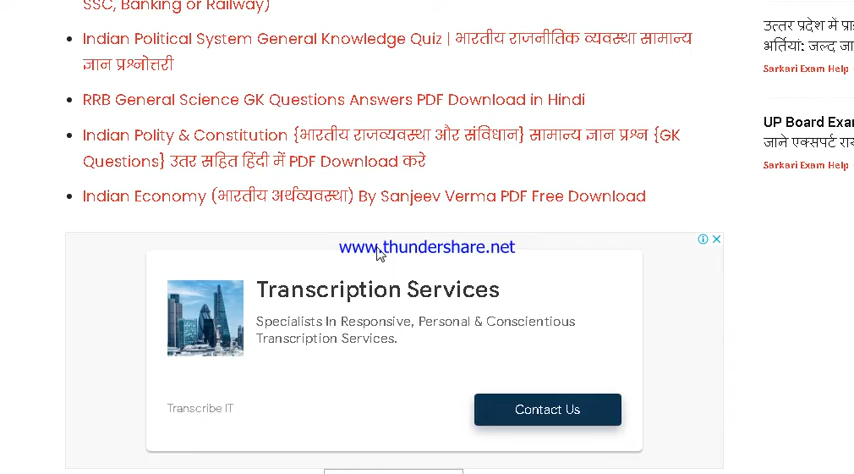 SSC, Banking or Railway)
Indian Political System General Knowledge Quiz | भारतीय राजनीतिक व्यवस्था सामान्य
ज्ञान प्रश्नोत्तरी
RRB General Science GK Questions Answers PDF Download in Hindi
Indian Polity & Constitution {भारतीय राजव्यवस्था और संविधान} सामान्य ज्ञान प्रश्न {GK
Questions} उतर सहित हिंदी में PDF Download करे
Indian Economy (भारतीय अर्थव्यवस्था) By Sanjeev Verma PDF Free Download
www.thundershare.net
Transcription Services
Specialists In Responsive, Personal & Conscientious
Transcription Services.
Transcribe IT
Contact Us
उत्तर प्रदेश में
भर्तियां: जल्द
Sarkari Exam Help
UP Board
जाने एक्सपर्ट
Sarkari Exam Help